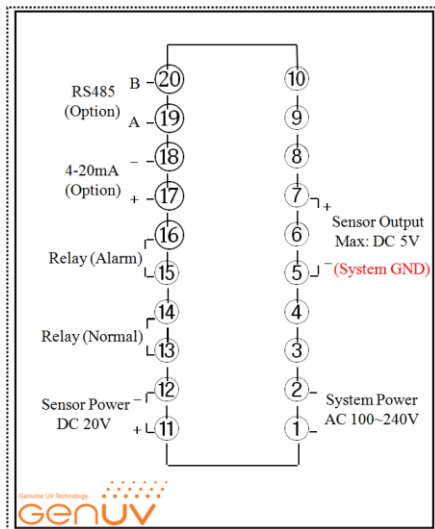 B
20
10
RS485
(Option)
A
19
9
–
18
8
4-20mA
(Option)
+
17
7
+
16
6
Sensor Output
Max: DC 5V
Relay (Alarm)
15
5
–
(System GND)
14
4
Relay (Normal)
13
3
12
2
Sensor Power
–
DC 20V
System Power
AC 100~240V
+
11
1
Genuine UV Technology
GENUV